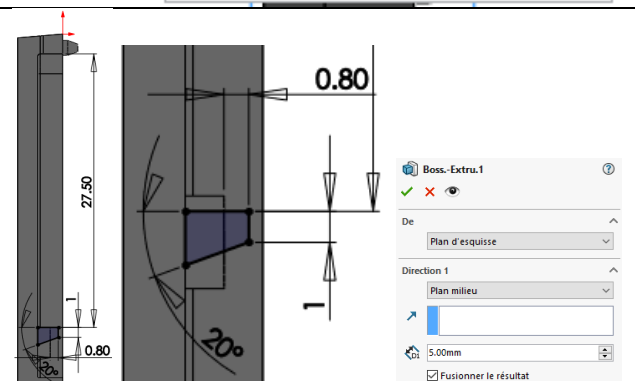 27.50
1
0.80
20°
0.80
1
20°
Boss.-Extru.1
De
Plan d'esquisse
Direction 1
Plan milieu
D1
5.00mm
Fusionner le résultat